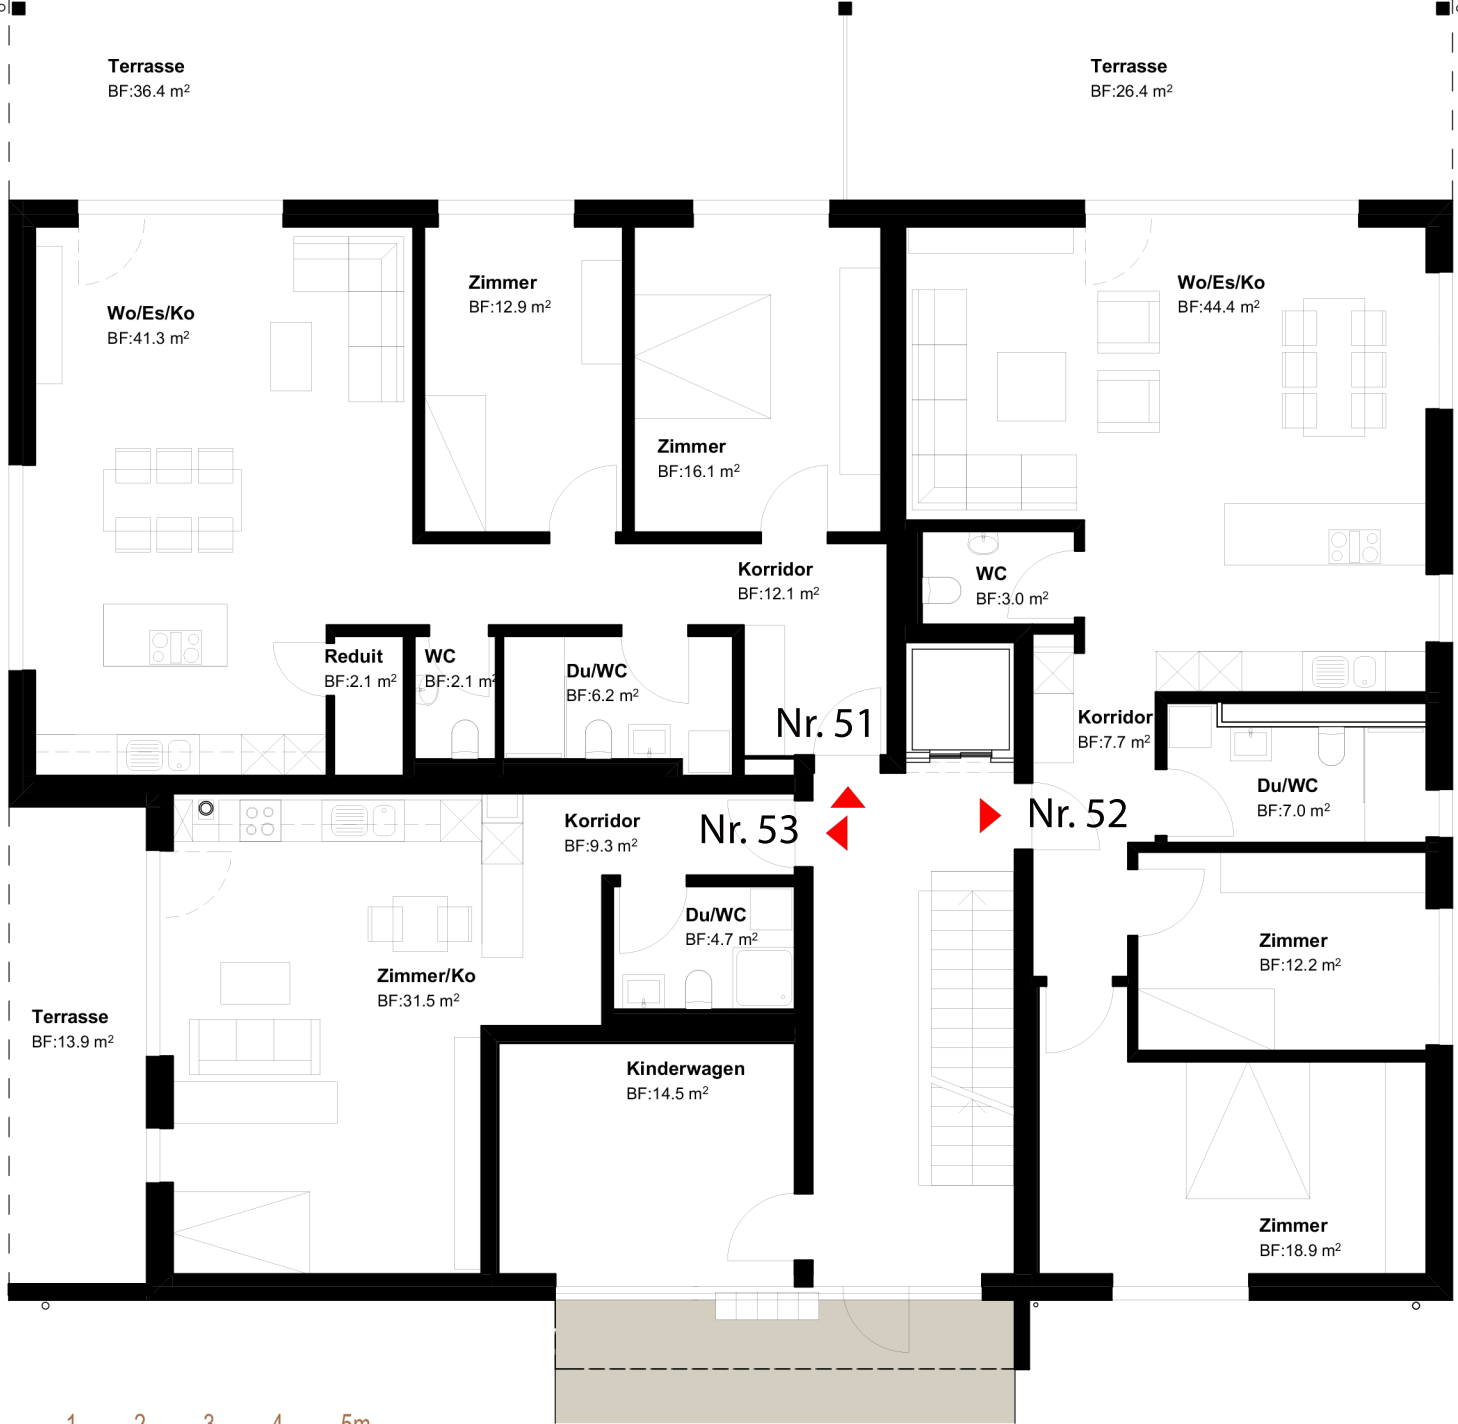 Terrasse
BF:36.4 m²
Terrasse
BF:26.4 m²
Wo/Es/Ko
BF:41.3 m²
Zimmer
BF:12.9 m²
Zimmer
BF:16.1 m²
Wo/Es/Ko
BF:44.4 m²
Korridor
BF:12.1 m²
WC
BF:3.0 m²
Reduit
BF:2.1 m²
WC
BF:2.1 m²
Du/WC
BF:6.2 m²
Nr. 51
Korridor
BF:7.7 m²
Du/WC
BF:7.0 m²
Nr. 52
Korridor
BF:9.3 m²
Nr. 53
Du/WC
BF:4.7 m²
Zimmer
BF:12.2 m²
Zimmer/Ko
BF:31.5 m²
Terrasse
BF:13.9 m²
Kinderwagen
BF:14.5 m²
Zimmer
BF:18.9 m²
1 2 3 4 5m